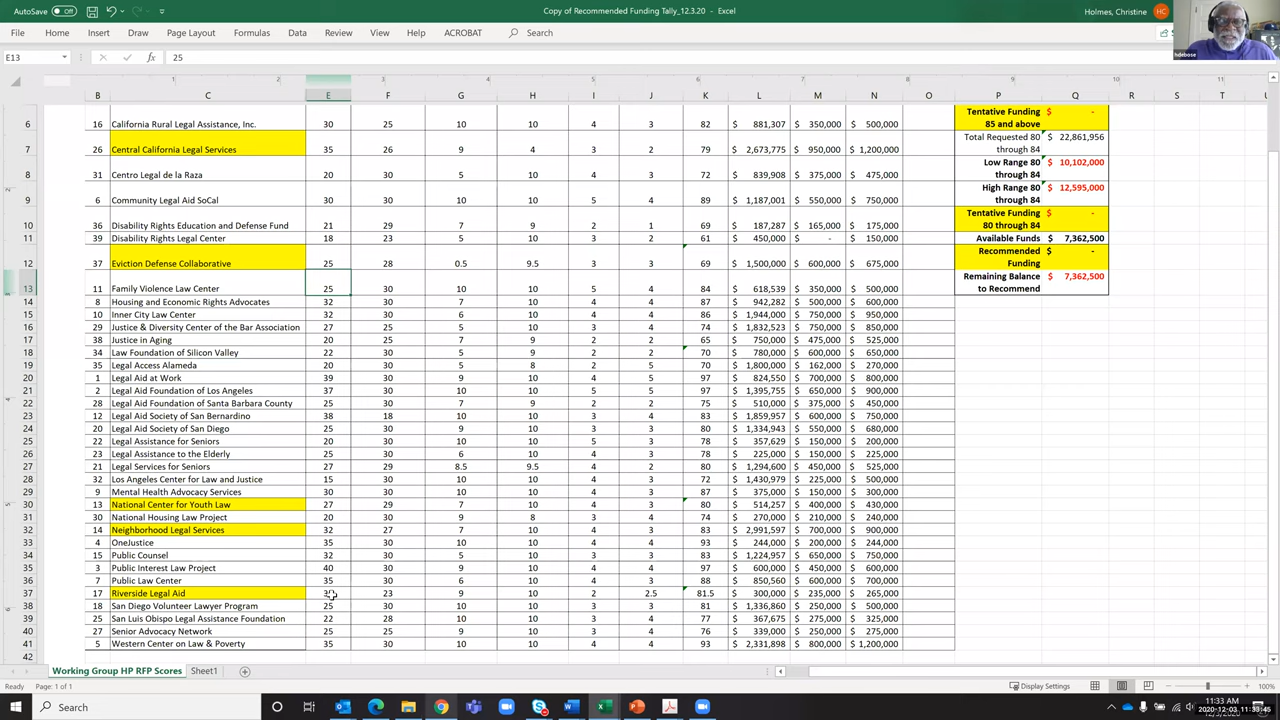 AutoSave Off
Copy of Recommended Funding Tally_12.3.20 - Excel
Holmes, Christine HC
File Home Insert Draw Page Layout Formulas Data Review View Help ACROBAT Search
hdebose
E13 fx 25
1 2 3 4 5 6 7 8 9 10 11
B C E F G H I J K L M N O P Q R S T U
6 16 California Rural Legal Assistance, Inc. 30 25 10 10 4 3 82 $ 881,307 $ 350,000 $ 500,000
7 26 Central California Legal Services 35 26 9 4 3 2 79 $ 2,673,775 $ 950,000 $ 1,200,000
8 31 Centro Legal de la Raza 20 30 5 10 4 3 72 $ 839,908 $ 375,000 $ 475,000
9 6 Community Legal Aid SoCal 30 30 10 10 5 4 89 $ 1,187,001 $ 550,000 $ 750,000
10 36 Disability Rights Education and Defense Fund 21 29 7 9 2 1 69 $ 187,287 $ 165,000 $ 175,000
11 39 Disability Rights Legal Center 18 23 5 10 3 2 61 $ 450,000 $ - $ 150,000
12 37 Eviction Defense Collaborative 25 28 0.5 9.5 3 3 69 $ 1,500,000 $ 600,000 $ 675,000
13 11 Family Violence Law Center 25 30 10 10 5 4 84 $ 618,539 $ 350,000 $ 500,000
14 8 Housing and Economic Rights Advocates 32 30 7 10 4 4 87 $ 942,282 $ 500,000 $ 600,000
15 10 Inner City Law Center 32 30 6 10 4 4 86 $ 1,944,000 $ 750,000 $ 950,000
16 29 Justice & Diversity Center of the Bar Association 27 25 5 10 3 4 74 $ 1,832,523 $ 750,000 $ 850,000
17 38 Justice in Aging 20 25 7 9 2 2 65 $ 750,000 $ 475,000 $ 525,000
18 34 Law Foundation of Silicon Valley 22 30 5 9 2 2 70 $ 780,000 $ 600,000 $ 650,000
19 35 Legal Access Alameda 20 30 5 8 2 5 70 $ 1,800,000 $ 162,000 $ 270,000
20 1 Legal Aid at Work 39 30 9 10 4 5 97 $ 824,550 $ 700,000 $ 800,000
21 2 Legal Aid Foundation of Los Angeles 37 30 10 10 5 5 97 $ 1,395,755 $ 650,000 $ 900,000
22 28 Legal Aid Foundation of Santa Barbara County 25 30 7 9 2 2 75 $ 510,000 $ 375,000 $ 450,000
23 12 Legal Aid Society of San Bernardino 38 18 10 10 3 4 83 $ 1,859,957 $ 600,000 $ 750,000
24 20 Legal Aid Society of San Diego 25 30 9 10 4 3 80 $ 1,334,943 $ 550,000 $ 680,000
25 22 Legal Assistance for Seniors 20 30 10 10 5 3 78 $ 357,629 $ 150,000 $ 200,000
26 23 Legal Assistance to the Elderly 25 30 6 10 4 3 78 $ 225,000 $ 150,000 $ 225,000
27 21 Legal Services for Seniors 27 29 8.5 9.5 4 2 80 $ 1,294,600 $ 450,000 $ 525,000
28 32 Los Angeles Center for Law and Justice 15 30 10 10 4 3 72 $ 1,430,979 $ 225,000 $ 500,000
29 9 Mental Health Advocacy Services 30 30 10 10 4 3 87 $ 375,000 $ 150,000 $ 300,000
30 13 National Center for Youth Law 27 29 7 10 4 3 80 $ 514,257 $ 400,000 $ 430,000
31 30 National Housing Law Project 20 30 9 8 3 4 74 $ 270,000 $ 210,000 $ 240,000
32 14 Neighborhood Legal Services 32 27 7 10 4 3 83 $ 2,991,597 $ 700,000 $ 900,000
33 4 OneJustice 35 30 10 10 4 4 93 $ 244,000 $ 200,000 $ 244,000
34 15 Public Counsel 32 30 5 10 3 3 83 $ 1,224,957 $ 650,000 $ 750,000
35 3 Public Interest Law Project 40 30 9 10 4 4 97 $ 600,000 $ 450,000 $ 600,000
36 7 Public Law Center 35 30 6 10 4 3 88 $ 850,560 $ 600,000 $ 700,000
37 17 Riverside Legal Aid 23 9 10 2 2.5 81.5 $ 300,000 $ 235,000 $ 265,000
38 18 San Diego Volunteer Lawyer Program 25 30 10 10 3 3 81 $ 1,336,860 $ 250,000 $ 500,000
39 25 San Luis Obispo Legal Assistance Foundation 22 28 10 10 3 4 77 $ 367,675 $ 275,000 $ 325,000
40 27 Senior Advocacy Network 25 25 9 10 3 4 76 $ 339,000 $ 250,000 $ 275,000
41 5 Western Center on Law & Poverty 35 30 10 10 4 4 93 $ 2,331,898 $ 800,000 $ 1,200,000
42
Tentative Funding $ -
85 and above
Total Requested 80 $ 22,861,956
through 84
Low Range 80 $ 10,102,000
through 84
High Range 80 $ 12,595,000
through 84
Tentative Funding $ -
80 through 84
Available Funds $ 7,362,500
Recommended $ -
Funding
Remaining Balance $ 7,362,500
to Recommend
Working Group HP RFP Scores Sheet1
Ready Page: 1 of 1 Display Settings 100%
Search
11:33 AM
2020-12-03 11:33:45